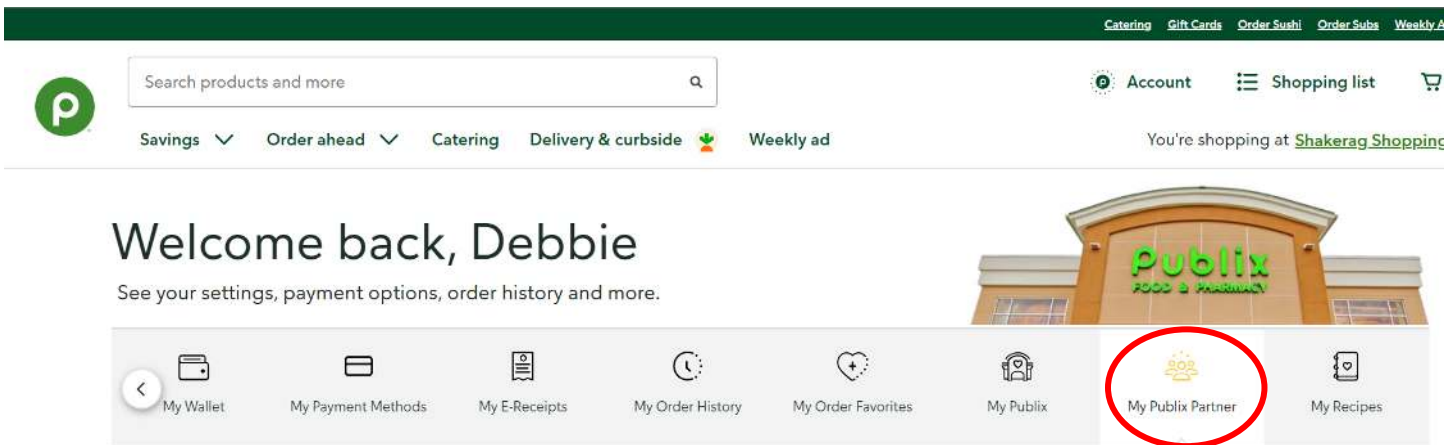 Catering Gift Cards Order Sushi Order Subs Weekly A
Search products and more
Account Shopping list
Savings Order ahead Catering Delivery & curbside Weekly ad
You're shopping at Shakerag Shopping
Welcome back, Debbie
See your settings, payment options, order history and more.
Publix
FOOD & PHARMACY
My Wallet My Payment Methods My E-Receipts My Order History My Order Favorites My Publix My Publix Partner My Recipes